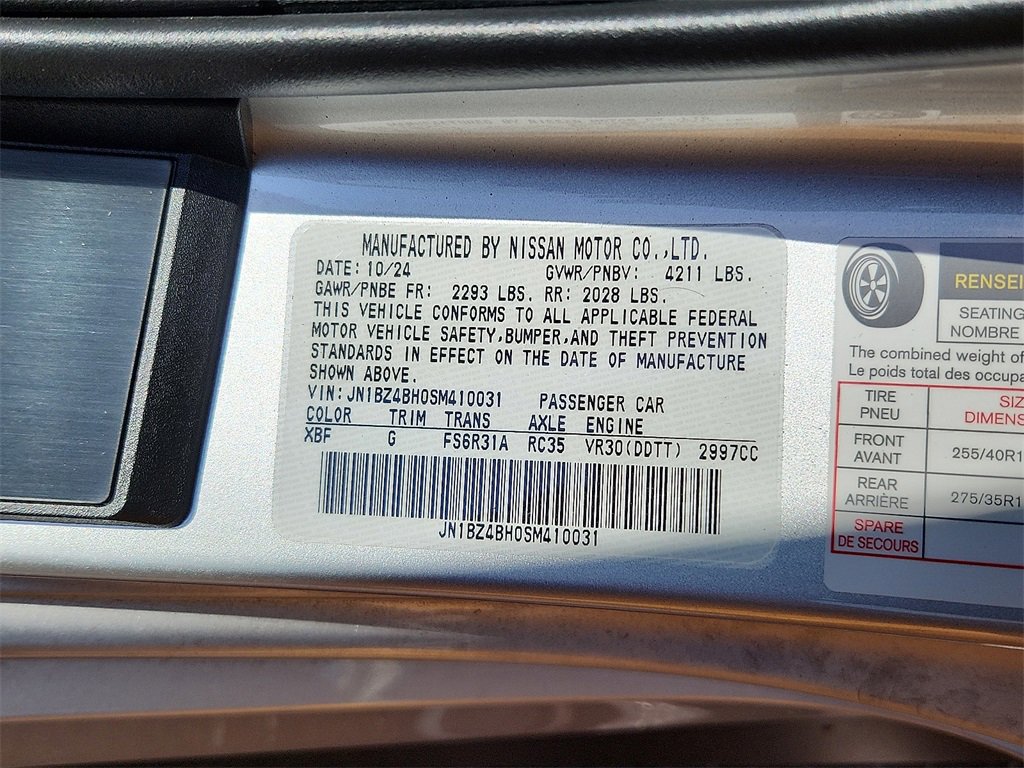 MANUFACTURED BY NISSAN MOTOR CO.,LTD.
DATE: 10/24 GVWR/PNBV: 4211 LBS.
GAWR/PNBE FR: 2293 LBS. RR: 2028 LBS.
THIS VEHICLE CONFORMS TO ALL APPLICABLE FEDERAL
MOTOR VEHICLE SAFETY,BUMPER,AND THEFT PREVENTION
STANDARDS IN EFFECT ON THE DATE OF MANUFACTURE
SHOWN ABOVE.
VIN:JN1BZ4BH0SM410031 PASSENGER CAR
COLOR TRIM TRANS AXLE ENGINE
XBF G FS6R31A RC35 VR30(DDTT) 2997CC
JN1BZ4BH0SM410031
RENSEI
SEATING
NOMBRE
The combined weight of
Le poids total des occupa
TIRE SIZ
PNEU DIMENS
FRONT
AVANT 255/40R1
REAR
ARRIÈRE 275/35R1
SPARE
DE SECOURS